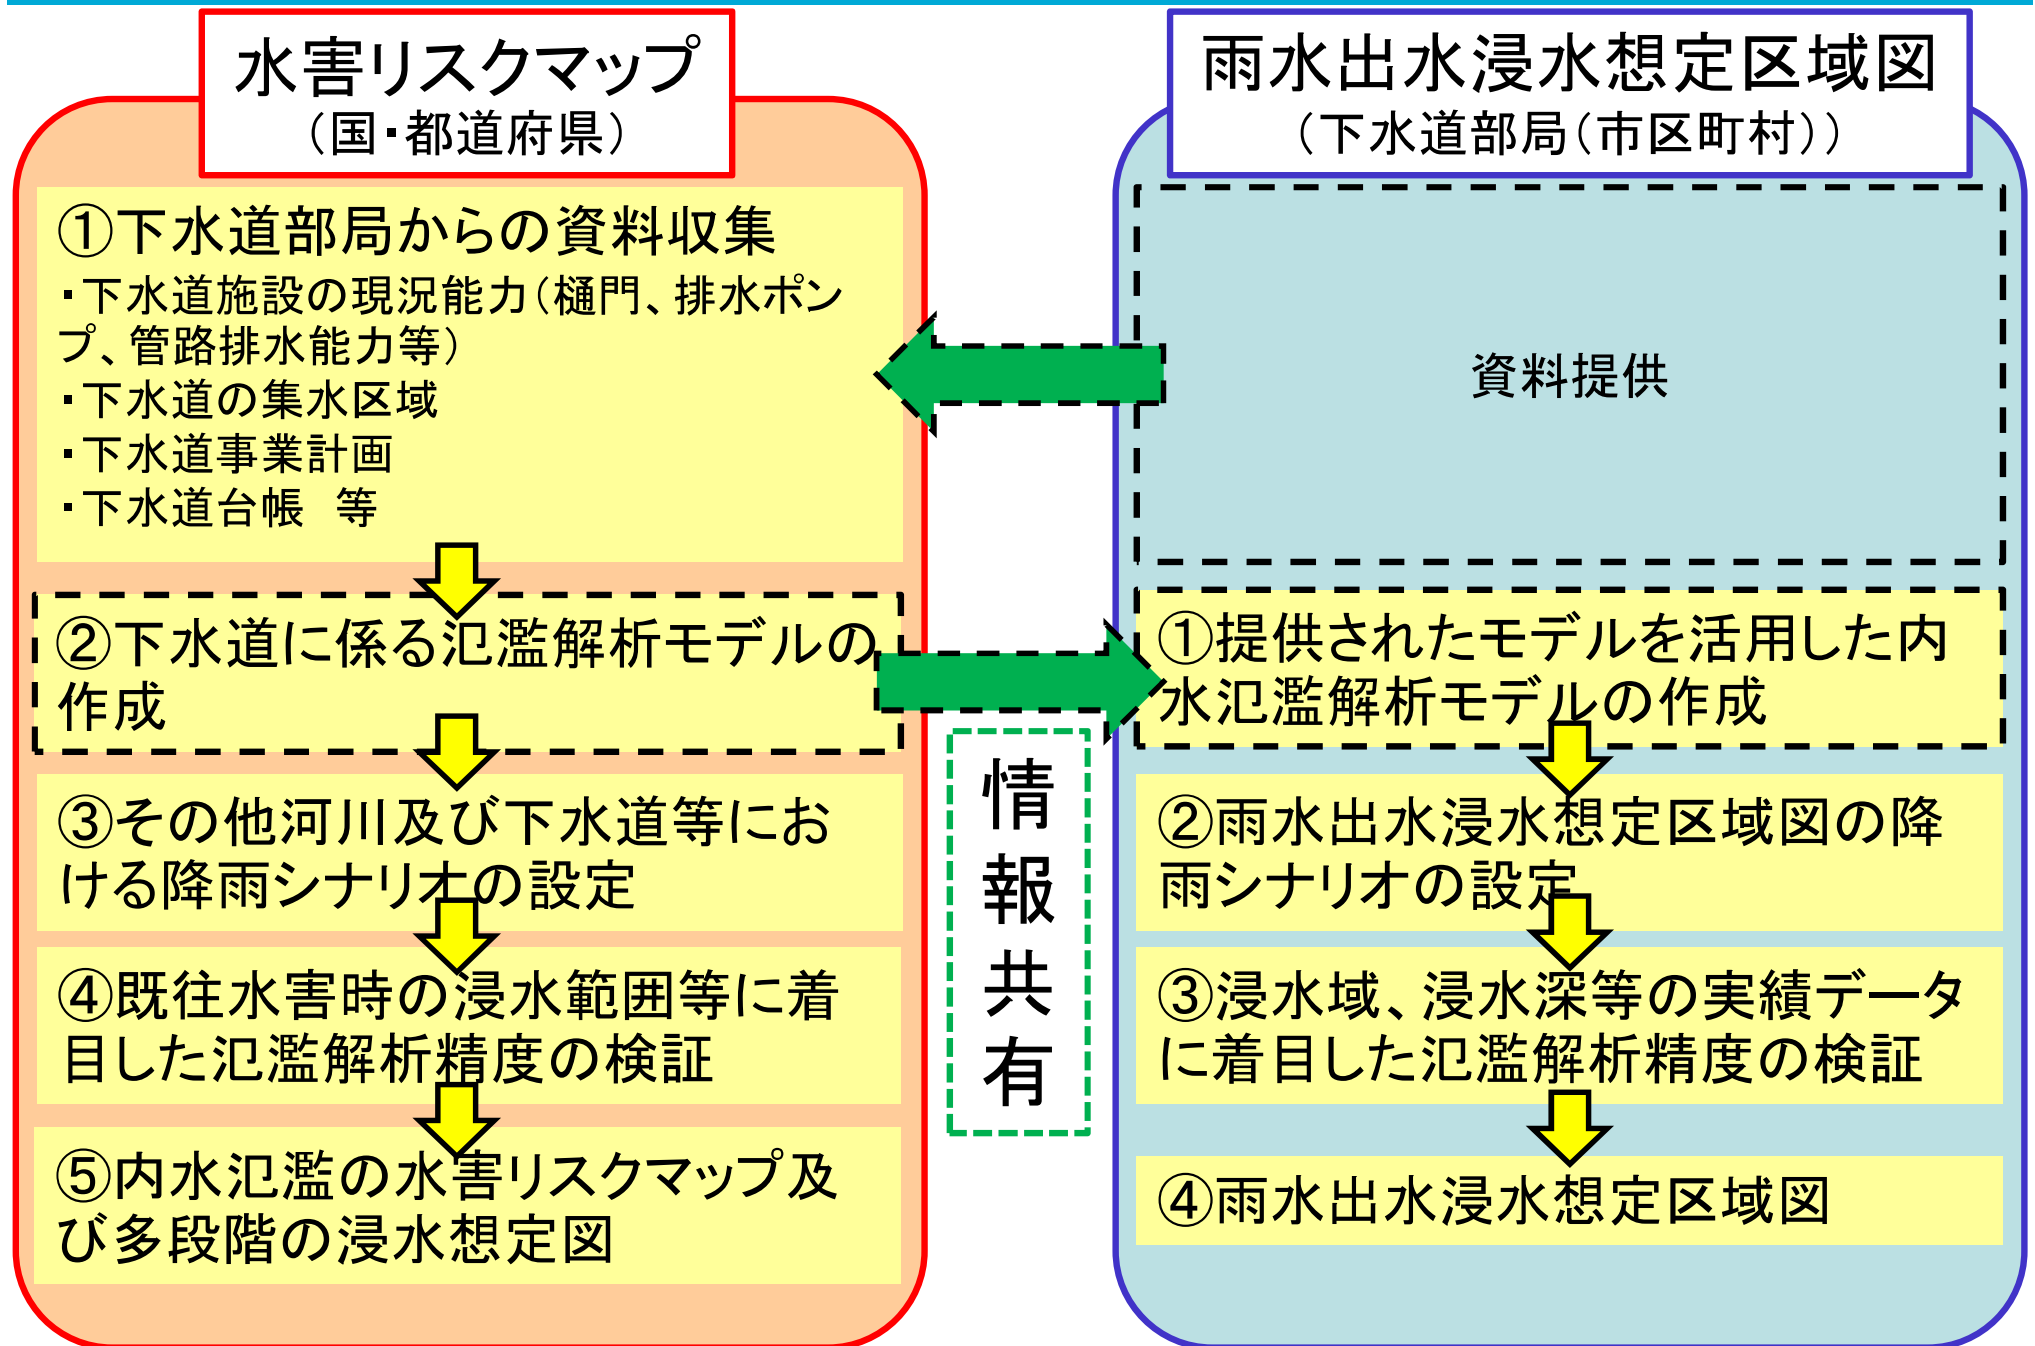 水害リスクマップ
（国・都道府県）
①下水道部局からの資料収集
・下水道施設の現況能力（樋門、排水ポン
プ、管路排水能力等）
・下水道の集水区域
・下水道事業計画
・下水道台帳　等
②下水道に係る氾濫解析モデルの
作成
③その他河川及び下水道等にお
ける降雨シナリオの設定
④既往水害時の浸水範囲等に着
目した氾濫解析精度の検証
⑤内水氾濫の水害リスクマップ及
び多段階の浸水想定図
情
報
共
有
雨水出水浸水想定区域図
（下水道部局（市区町村））
資料提供
①提供されたモデルを活用した内
水氾濫解析モデルの作成
②雨水出水浸水想定区域図の降
雨シナリオの設定
③浸水域、浸水深等の実績データ
に着目した氾濫解析精度の検証
④雨水出水浸水想定区域図